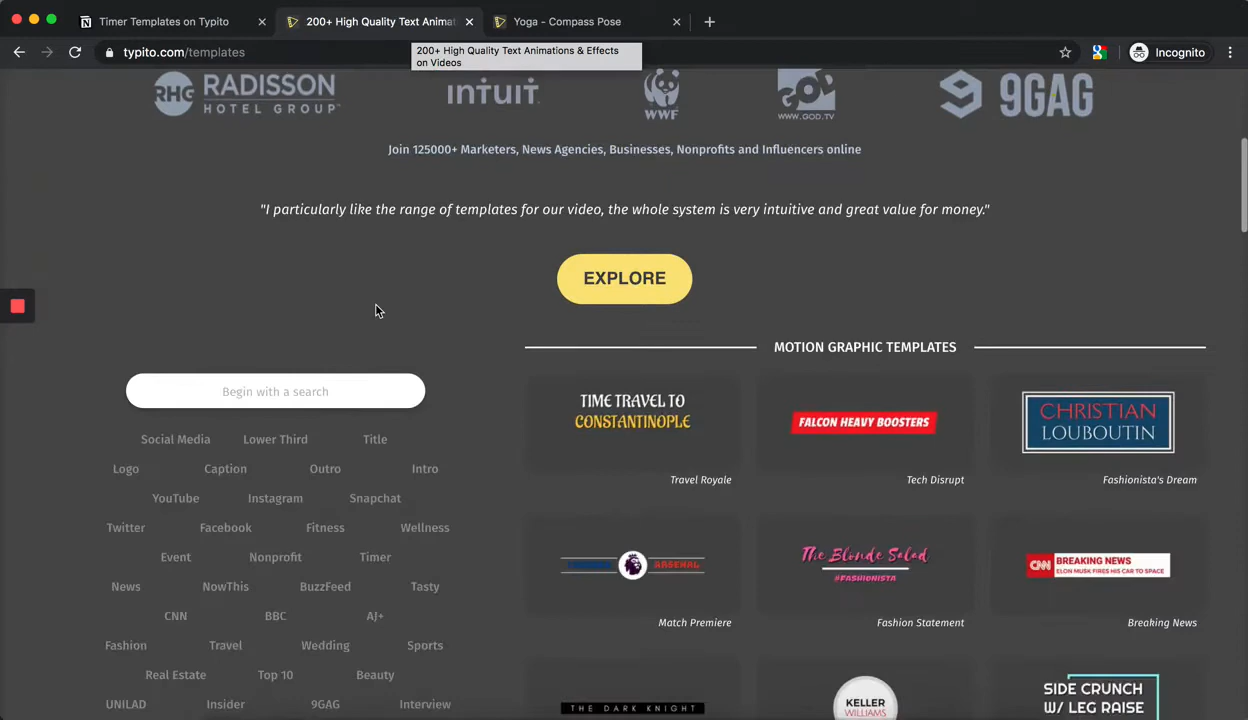 Timer Templates on Typito
200+ High Quality Text Animat
Yoga - Compass Pose
typito.com/templates
Incognito
200+ High Quality Text Animations & Effects
on Videos
RHG RADISSON
HOTEL GROUP
intuit
WWF
GOD
WWW.GOD.TV
9GAG
Join 125000+ Marketers, News Agencies, Businesses, Nonprofits and Influencers online
"I particularly like the range of templates for our video, the whole system is very intuitive and great value for money."
EXPLORE
MOTION GRAPHIC TEMPLATES
Begin with a search
Social Media Lower Third Title
Logo Caption Outro Intro
YouTube Instagram Snapchat
Twitter Facebook Fitness Wellness
Event Nonprofit Timer
News NowThis BuzzFeed Tasty
CNN BBC AJ+
Fashion Travel Wedding Sports
Real Estate Top 10 Beauty
UNILAD Insider 9GAG Interview
TIME TRAVEL TO
CONSTANTINOPLE
Travel Royale
FALCON HEAVY BOOSTERS
Tech Disrupt
CHRISTIAN
LOUBOUTIN
Fashionista's Dream
ARSENAL
Match Premiere
The Blonde Salad
#FASHIONISTA
Fashion Statement
CNN
BREAKING NEWS
ELON MUSK FIRES HIS CAR TO SPACE
Breaking News
THE DARK KNIGHT
KELLER
WILLIAMS
SIDE CRUNCH
W/ LEG RAISE